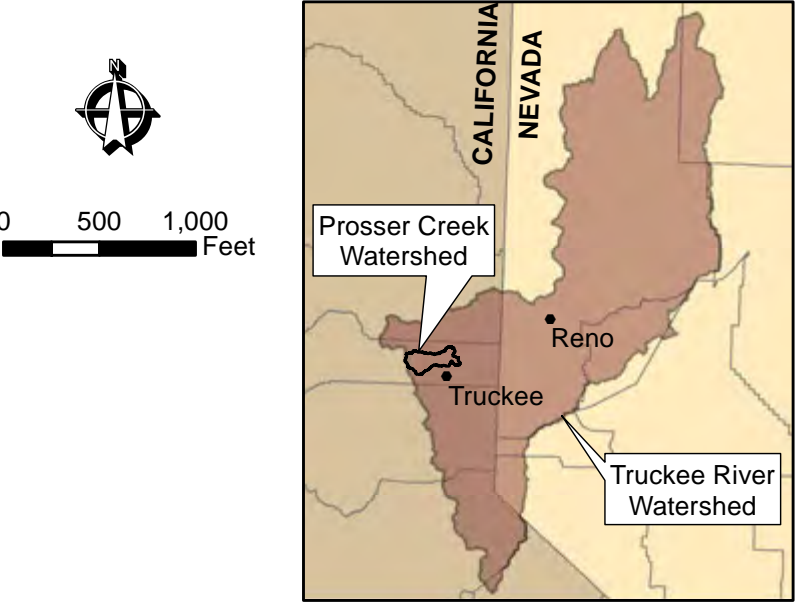 N
0 500 1,000
Feet
CALIFORNIA
NEVADA
Prosser Creek
Watershed
Reno
Truckee
Truckee River
Watershed